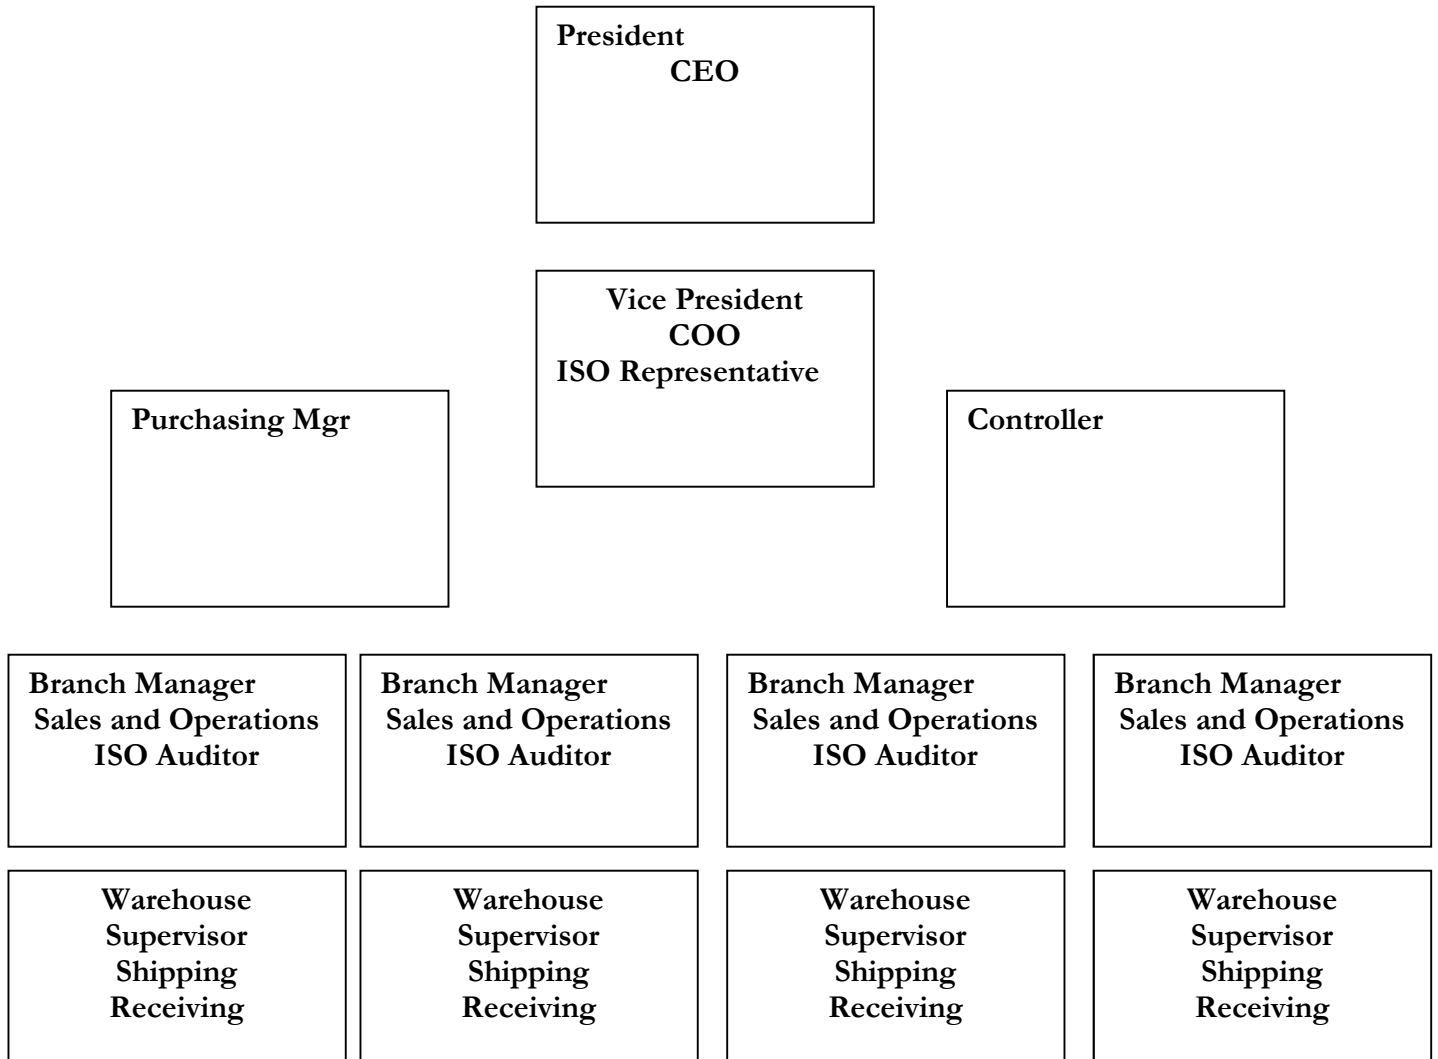 President
CEO
Vice President
COO
ISO Representative
Purchasing Mgr
Controller
Branch Manager
Sales and Operations
ISO Auditor
Branch Manager
Sales and Operations
ISO Auditor
Branch Manager
Sales and Operations
ISO Auditor
Branch Manager
Sales and Operations
ISO Auditor
Warehouse
Supervisor
Shipping
Receiving
Warehouse
Supervisor
Shipping
Receiving
Warehouse
Supervisor
Shipping
Receiving
Warehouse
Supervisor
Shipping
Receiving